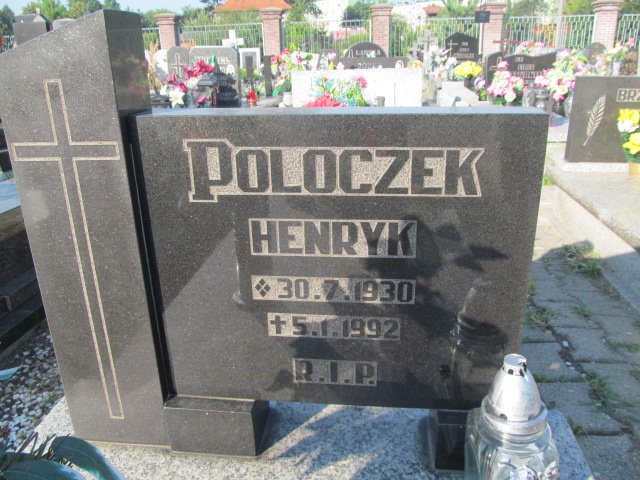 POLOCZEK
HENRYK
❖ 30.7.1930
✝ 5.1.1992
R.I.P.